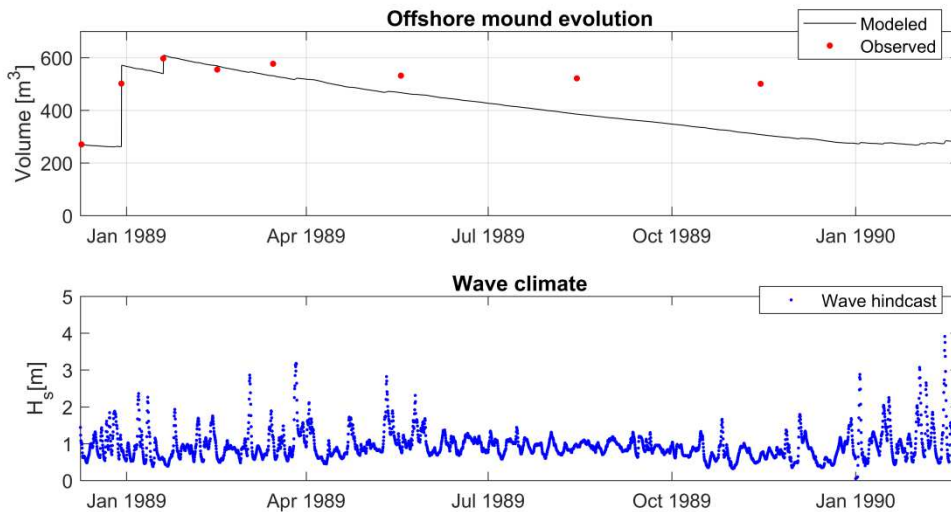 Offshore mound evolution
Modeled
Observed
Volume [m³]
600
400
200
0
Jan 1989 Apr 1989 Jul 1989 Oct 1989 Jan 1990
Wave climate
Wave hindcast
H_s[m]
5
4
3
2
1
0
Jan 1989 Apr 1989 Jul 1989 Oct 1989 Jan 1990